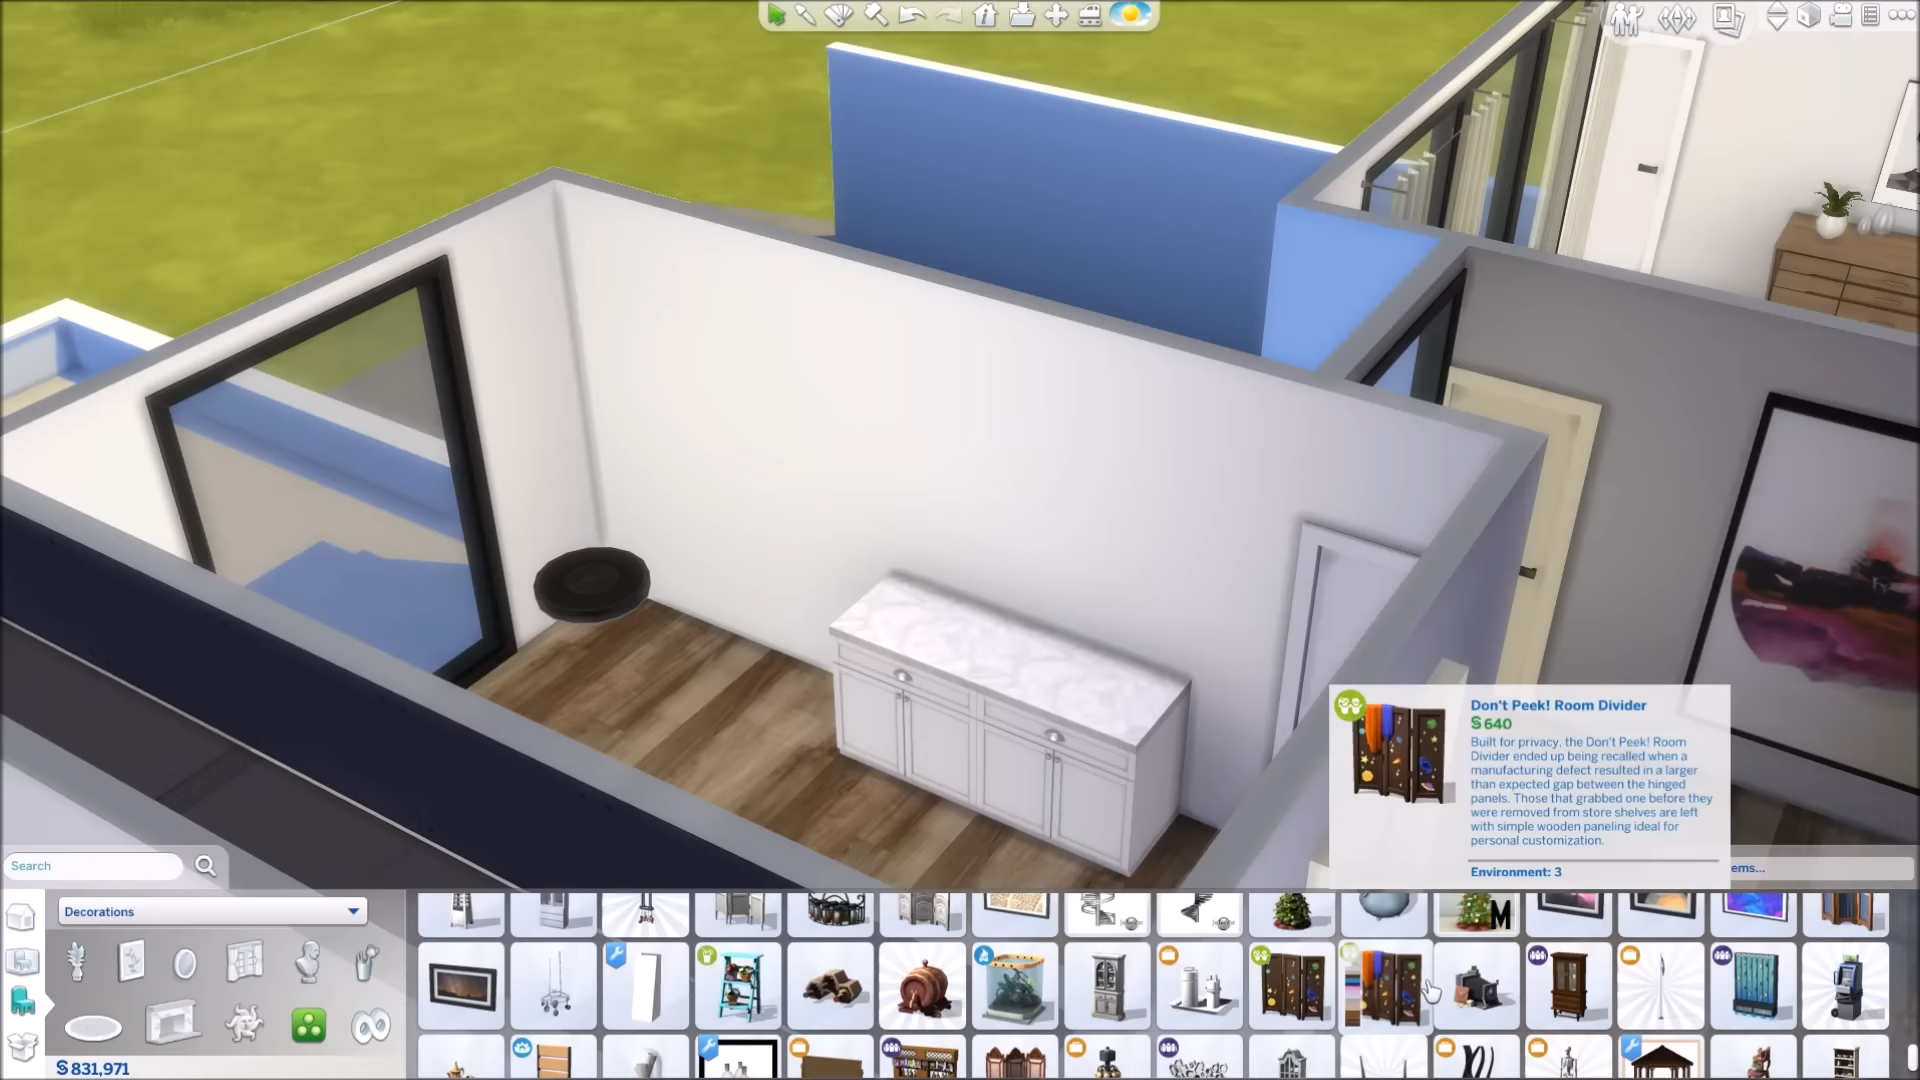 Don't Peek! Room Divider
§640
Built for privacy, the Don't Peek! Room
Divider ended up being recalled when a
manufacturing defect resulted in a larger
than expected gap between the hinged
panels. Those that grabbed one before they
were removed from store shelves are left
with simple wooden paneling ideal for
personal customization.
Environment: 3
Search
ems...
Decorations
M
§831,971